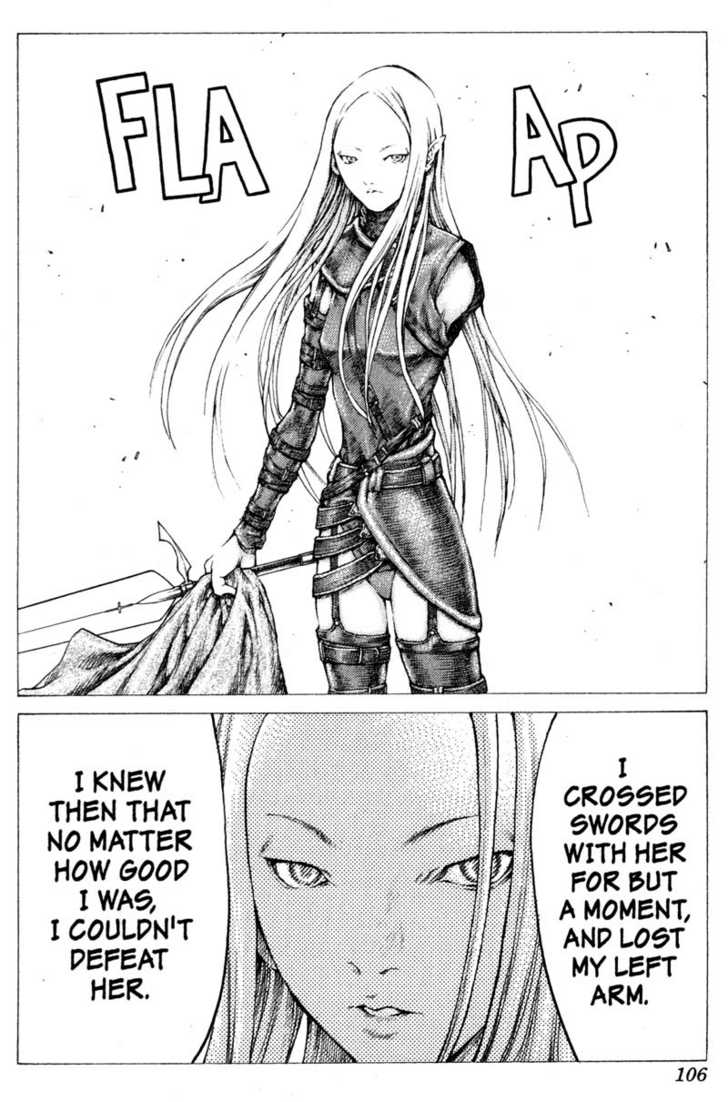 FLA
AP
I
CROSSED
SWORDS
WITH HER
FOR BUT
A MOMENT,
AND LOST
MY LEFT
ARM.
I KNEW
THEN THAT
NO MATTER
HOW GOOD
I WAS,
I COULDN'T
DEFEAT
HER.
106